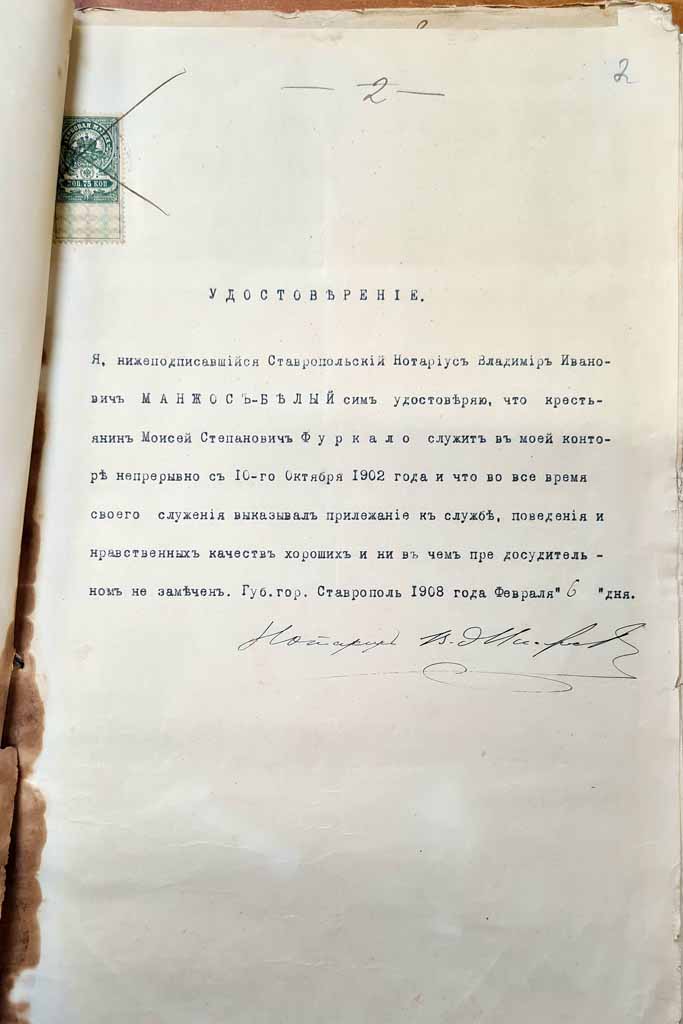 — 2 —
2
75 КОП
УДОСТОВѢРЕНІЕ.
Я, нижеподписавшійся Ставропольскій Нотаріусъ Владиміръ Ивано-
вичъ МАНЖОСЪ-БѢЛЫЙ симъ удостовѣряю, что кресть-
янинъ Моисей Степановичъ Фуркало служитъ въ моей конто-
рѣ непрерывно съ 10-го Октября 1902 года и что во все время
своего служенія выказывалъ прилежаніе къ службѣ, поведенія и
нравственныхъ качествъ хорошихъ и ни въ чемъ пре досудитель -
номъ не замѣченъ. Губ.гор. Ставрополь 1908 года Февраля" 6 "дня.
Нотаріусъ